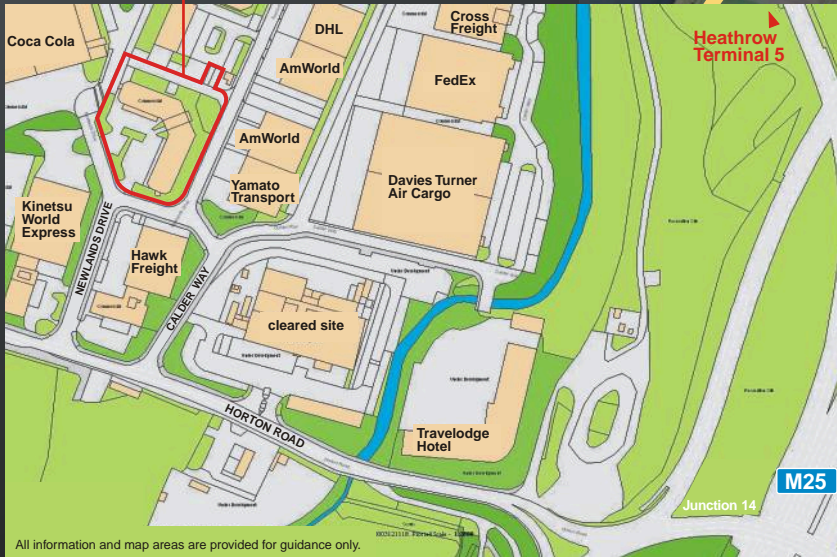 Coca Cola
DHL
Cross
Freight
Heathrow
Terminal 5
AmWorld
FedEx
AmWorld
Davies Turner
Air Cargo
Yamato
Transport
Kinetsu
World
Express
NEWLANDS DRIVE
Hawk
Freight
CALDER WAY
cleared site
HORTON ROAD
Travelodge
Hotel
M25
Junction 14
All information and map areas are provided for guidance only.